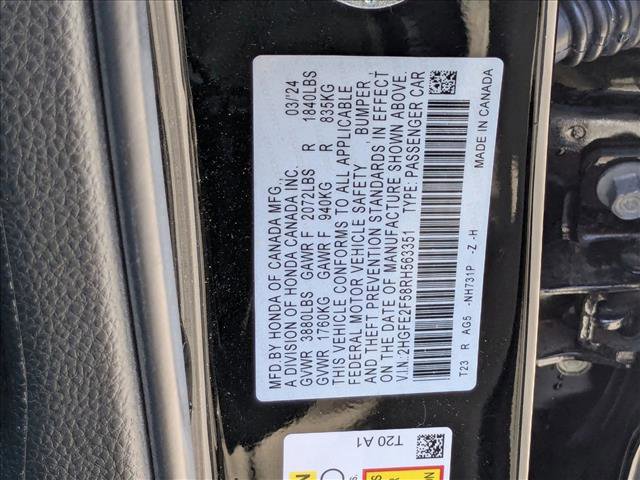 MFD BY HONDA OF CANADA MFG. 03/'24
A DIVISION OF HONDA CANADA INC.
GVWR 3880LBS GAWR F 2072LBS R 1840LBS
GVWR 1760KG GAWR F 940KG R 835KG
THIS VEHICLE CONFORMS TO ALL APPLICABLE
FEDERAL MOTOR VEHICLE SAFETY, BUMPER,
AND THEFT PREVENTION STANDARDS IN EFFECT
ON THE DATE OF MANUFACTURE SHOWN ABOVE.
V.I.N: 2HGFE2F58RH563351 TYPE: PASSENGER CAR
T23 R AG5 -NH731P -Z -H
MADE IN CANADA
T20 A1